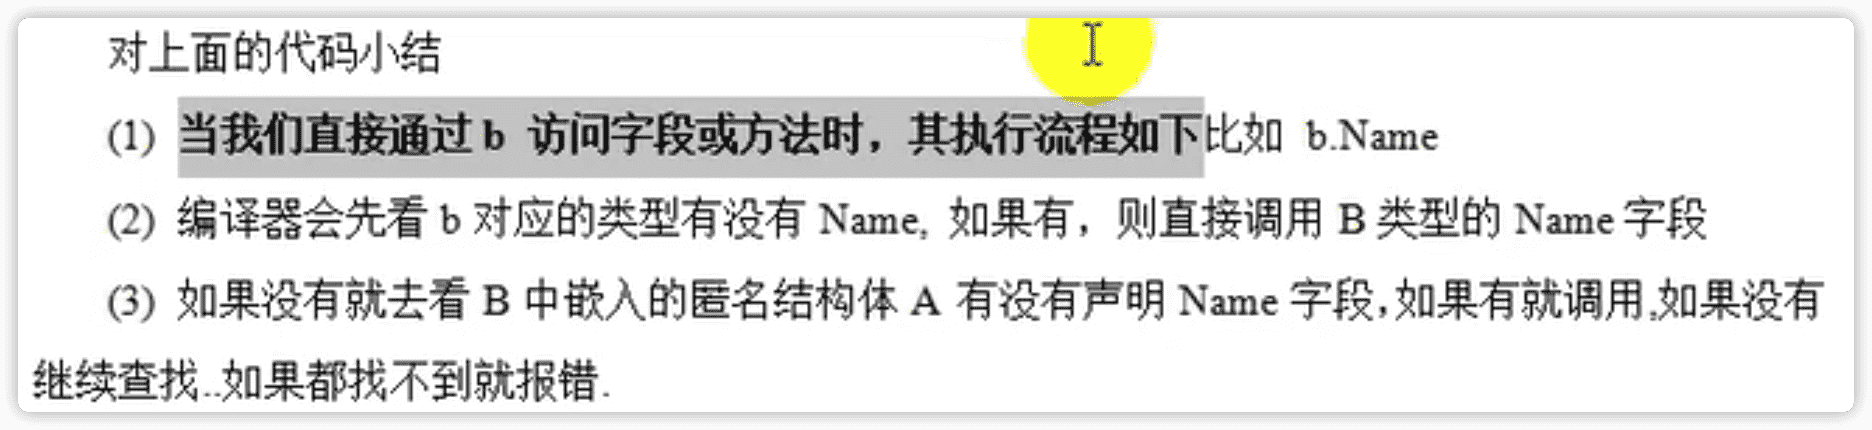 对上面的代码小结
(1) 当我们直接通过 b 访问字段或方法时，其执行流程如下比如 b.Name
(2) 编译器会先看 b 对应的类型有没有 Name, 如果有，则直接调用 B 类型的 Name 字段
(3) 如果没有就去看 B 中嵌入的匿名结构体 A 有没有声明 Name 字段,如果有就调用,如果没有
继续查找..如果都找不到就报错.